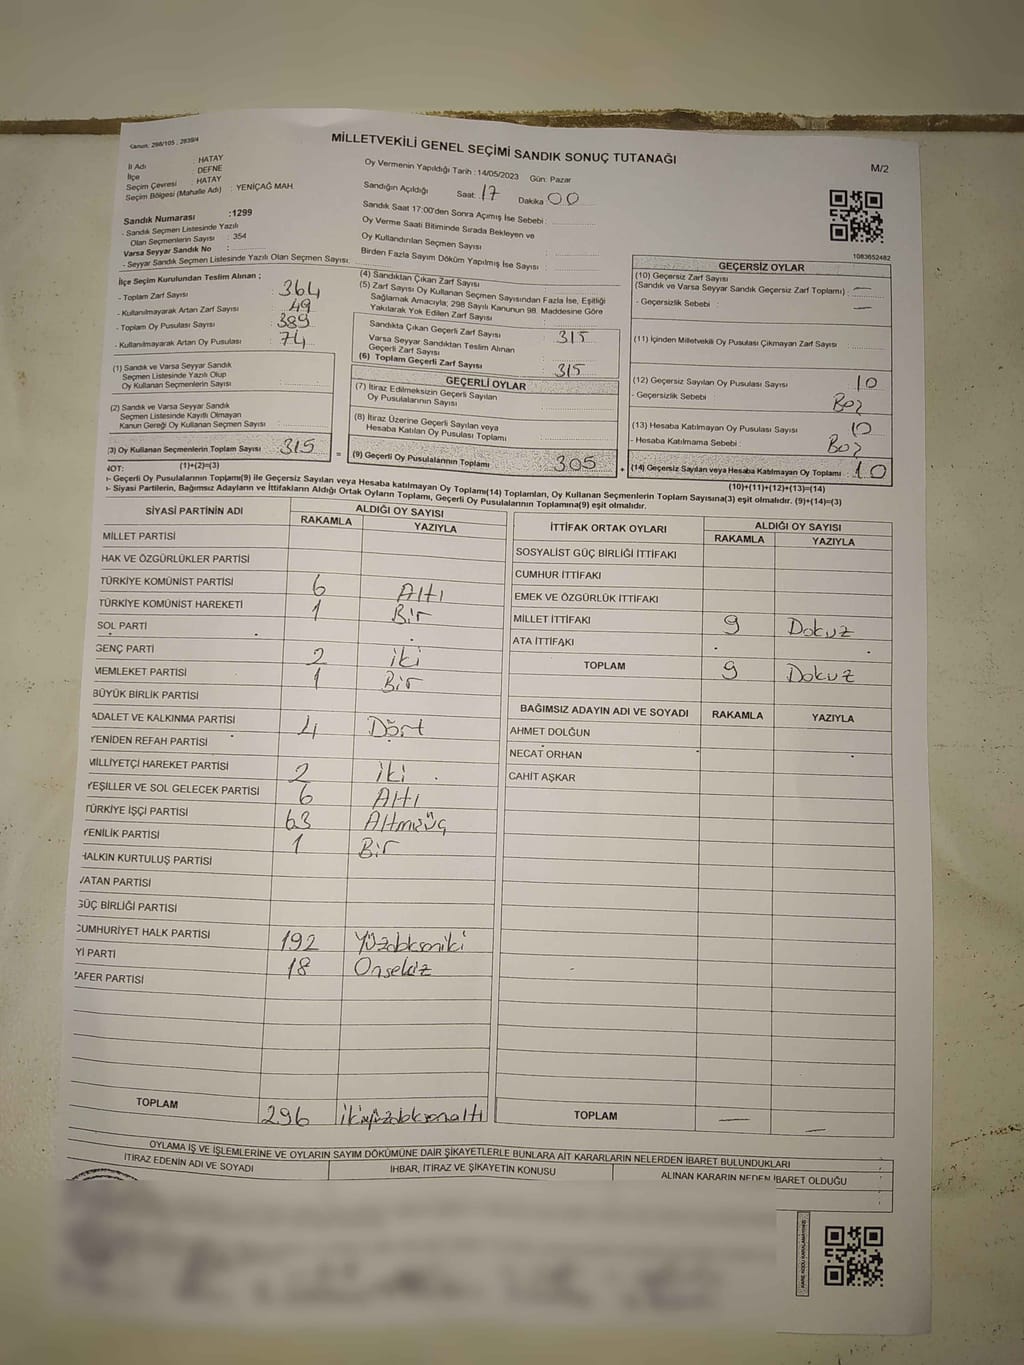 Kanun: 298/105 ; 2839/4
MİLLETVEKİLİ GENEL SEÇİMİ SANDIK SONUÇ TUTANAĞI
M/2
İl Adı : HATAY
İlçe : DEFNE
Seçim Çevresi : HATAY
Seçim Bölgesi (Mahalle Adı) : YENİÇAĞ MAH.
Oy Vermenin Yapıldığı Tarih : 14/05/2023 Gün: Pazar
Sandığın Açıldığı Saat: 17 Dakika 00
Sandık Saat 17:00'den Sonra Açılmış İse Sebebi :
Oy Verme Saati Bitiminde Sırada Bekleyen ve
Oy Kullandırılan Seçmen Sayısı :
Birden Fazla Sayım Döküm Yapılmış İse Sayısı :
Sandık Numarası :1299
- Sandık Seçmen Listesinde Yazılı
Olan Seçmenlerin Sayısı : 354
Varsa Seyyar Sandık No :
- Seyyar Sandık Seçmen Listesinde Yazılı Olan Seçmen Sayısı:
1083652482
İlçe Seçim Kurulundan Teslim Alınan ;
- Toplam Zarf Sayısı : 364
- Kullanılmayarak Artan Zarf Sayısı : 49
- Toplam Oy Pusulası Sayısı : 389
- Kullanılmayarak Artan Oy Pusulası : 74
(1) Sandık ve Varsa Seyyar Sandık
Seçmen Listesinde Yazılı Olup
Oy Kullanan Seçmenlerin Sayısı :
(2) Sandık ve Varsa Seyyar Sandık
Seçmen Listesinde Kayıtlı Olmayan
Kanun Gereği Oy Kullanan Seçmen Sayısı :
(3) Oy Kullanan Seçmenlerin Toplam Sayısı : 315
(1)+(2)=(3)
(4) Sandıktan Çıkan Zarf Sayısı :
(5) Zarf Sayısı Oy Kullanan Seçmen Sayısından Fazla İse, Eşitliği
Sağlamak Amacıyla; 298 Sayılı Kanunun 98. Maddesine Göre
Yakılarak Yok Edilen Zarf Sayısı :
Sandıkta Çıkan Geçerli Zarf Sayısı : 315
Varsa Seyyar Sandıktan Teslim Alınan
Geçerli Zarf Sayısı :
(6) Toplam Geçerli Zarf Sayısı : 315
GEÇERLİ OYLAR
(7) İtiraz Edilmeksizin Geçerli Sayılan
Oy Pusulalarının Sayısı :
(8) İtiraz Üzerine Geçerli Sayılan veya
Hesaba Katılan Oy Pusulası Toplamı :
= (9) Geçerli Oy Pusulalarının Toplamı : 305
GEÇERSİZ OYLAR
(10) Geçersiz Zarf Sayısı
(Sandık ve Varsa Seyyar Sandık Geçersiz Zarf Toplamı) : —
- Geçersizlik Sebebi : —
(11) İçinden Milletvekili Oy Pusulası Çıkmayan Zarf Sayısı :
(12) Geçersiz Sayılan Oy Pusulası Sayısı : 10
- Geçersizlik Sebebi : Boz
(13) Hesaba Katılmayan Oy Pusulası Sayısı : 10
- Hesaba Katılmama Sebebi : Boz
+ (14) Geçersiz Sayılan veya Hesaba Katılmayan Oy Toplamı : 10
(10)+(11)+(12)+(13)=(14)
NOT:
- Geçerli Oy Pusulalarının Toplamı(9) ile Geçersiz Sayılan veya Hesaba katılmayan Oy Toplamı(14) Toplamları, Oy Kullanan Seçmenlerin Toplam Sayısına(3) eşit olmalıdır. (9)+(14)=(3)
- Siyasi Partilerin, Bağımsız Adayların ve İttifakların Aldığı Ortak Oyların Toplamı, Geçerli Oy Pusulalarının Toplamına(9) eşit olmalıdır.
SİYASİ PARTİNİN ADI ALDIĞI OY SAYISI
RAKAMLA YAZIYLA
MİLLET PARTİSİ
HAK VE ÖZGÜRLÜKLER PARTİSİ
TÜRKİYE KOMÜNİST PARTİSİ 6 Altı
TÜRKİYE KOMÜNİST HAREKETİ 1 Bir
SOL PARTİ
GENÇ PARTİ 2 iki
MEMLEKET PARTİSİ 1 Bir
BÜYÜK BİRLİK PARTİSİ
ADALET VE KALKINMA PARTİSİ 4 Dört
YENİDEN REFAH PARTİSİ
MİLLİYETÇİ HAREKET PARTİSİ 2 iki
YEŞİLLER VE SOL GELECEK PARTİSİ 6 Altı
TÜRKİYE İŞÇİ PARTİSİ 63 Altmışüç
YENİLİK PARTİSİ 1 Bir
HALKIN KURTULUŞ PARTİSİ
VATAN PARTİSİ
GÜÇ BİRLİĞİ PARTİSİ
CUMHURİYET HALK PARTİSİ 192 Yüzdoksaniki
İYİ PARTİ 18 Onsekiz
ZAFER PARTİSİ
TOPLAM 296 ikiyüzdoksanaltı
İTTİFAK ORTAK OYLARI ALDIĞI OY SAYISI
RAKAMLA YAZIYLA
SOSYALİST GÜÇ BİRLİĞİ İTTİFAKI
CUMHUR İTTİFAKI
EMEK VE ÖZGÜRLÜK İTTİFAKI
MİLLET İTTİFAKI 9 Dokuz
ATA İTTİFAKI
TOPLAM 9 Dokuz
BAĞIMSIZ ADAYIN ADI VE SOYADI RAKAMLA YAZIYLA
AHMET DOLĞUN
NECAT ORHAN
CAHİT AŞKAR
TOPLAM — —
OYLAMA İŞ VE İŞLEMLERİNE VE OYLARIN SAYIM DÖKÜMÜNE DAİR ŞİKAYETLERLE BUNLARA AİT KARARLARIN NELERDEN İBARET BULUNDUKLARI
İTİRAZ EDENİN ADI VE SOYADI İHBAR, İTİRAZ VE ŞİKAYETİN KONUSU ALINAN KARARIN NEDEN İBARET OLDUĞU